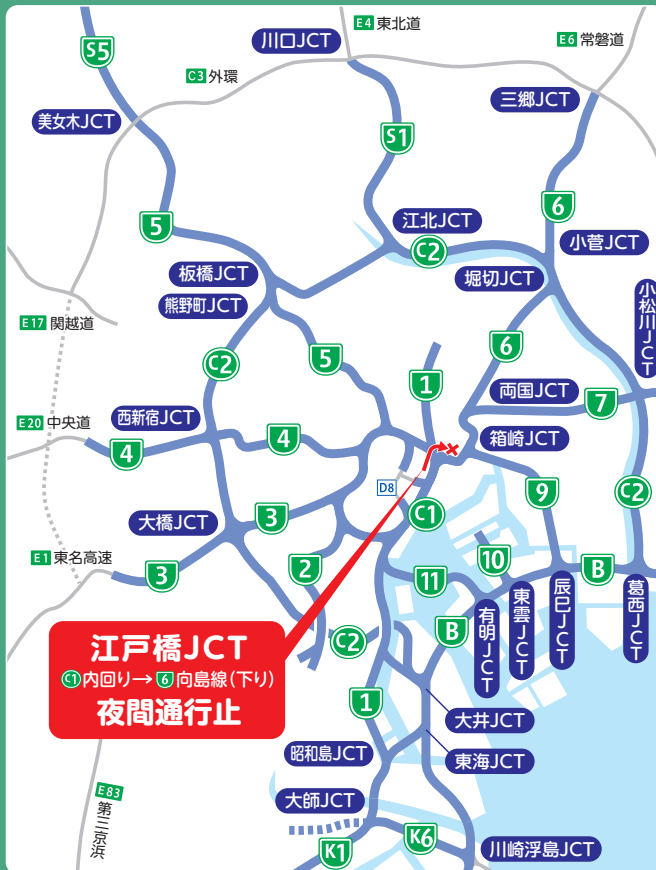 E4 東北道
川口JCT
E6 常磐道
S5
C3 外環
三郷JCT
美女木JCT
S1
6
5
江北JCT
C2
小菅JCT
板橋JCT
堀切JCT
熊野町JCT
小松川JCT
E17 関越道
5
6
C2
1
両国JCT
7
E20 中央道
西新宿JCT
4
4
箱崎JCT
D8
9
C2
大橋JCT
3
C1
E1 東名高速
3
2
11
10
B
辰巳JCT
東雲JCT
有明JCT
葛西JCT
B
C2
江戸橋JCT
C1内回り→6向島線(下り)
夜間通行止
1
大井JCT
昭和島JCT
東海JCT
E83
第三京浜
大師JCT
K1
K6
川崎浮島JCT